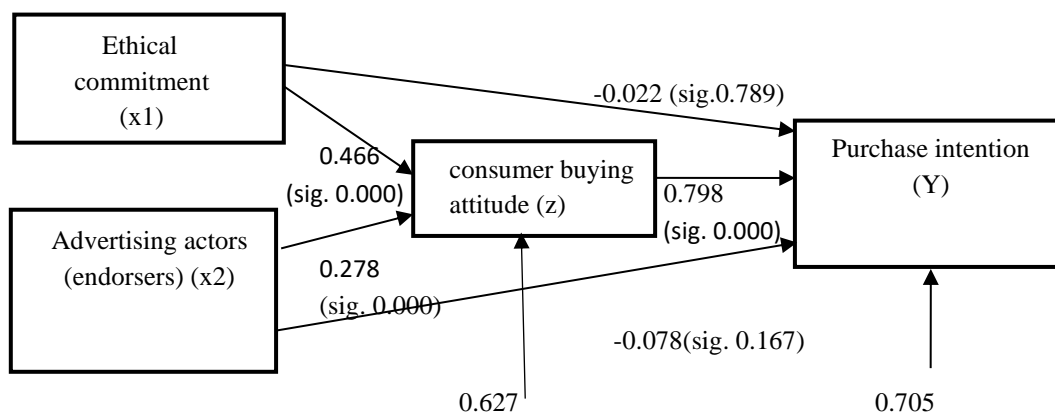 Ethical
commitment
(x1)
-0.022 (sig.0.789)
0.466
(sig. 0.000)
consumer buying
attitude (z)
0.798
(sig. 0.000)
Purchase intention
(Y)
Advertising actors
(endorsers) (x2)
0.278
(sig. 0.000)
-0.078(sig. 0.167)
0.627
0.705